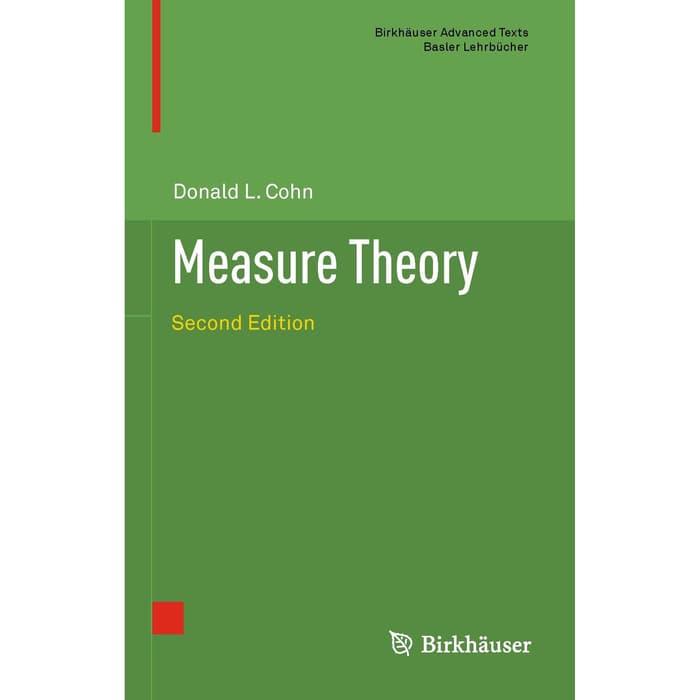 Birkhäuser Advanced Texts
Basler Lehrbücher
Donald L. Cohn
Measure Theory
Second Edition
Birkhäuser